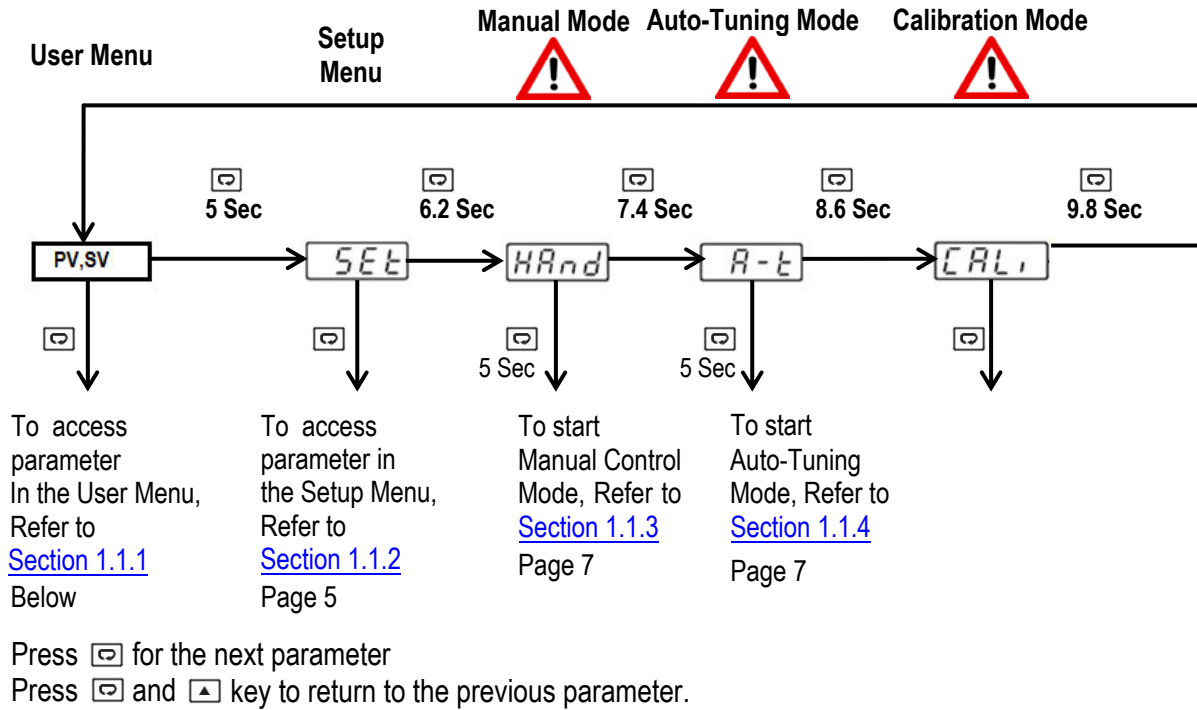 User Menu
Setup
Menu
Manual Mode
Auto-Tuning Mode
Calibration Mode
5 Sec
6.2 Sec
7.4 Sec
8.6 Sec
9.8 Sec
PV,SV
SEt
HAnd
A-t
CALi
5 Sec
5 Sec
To access
parameter
In the User Menu,
Refer to
Section 1.1.1
Below
To access
parameter in
the Setup Menu,
Refer to
Section 1.1.2
Page 5
To start
Manual Control
Mode, Refer to
Section 1.1.3
Page 7
To start
Auto-Tuning
Mode, Refer to
Section 1.1.4
Page 7
Press for the next parameter
Press and key to return to the previous parameter.